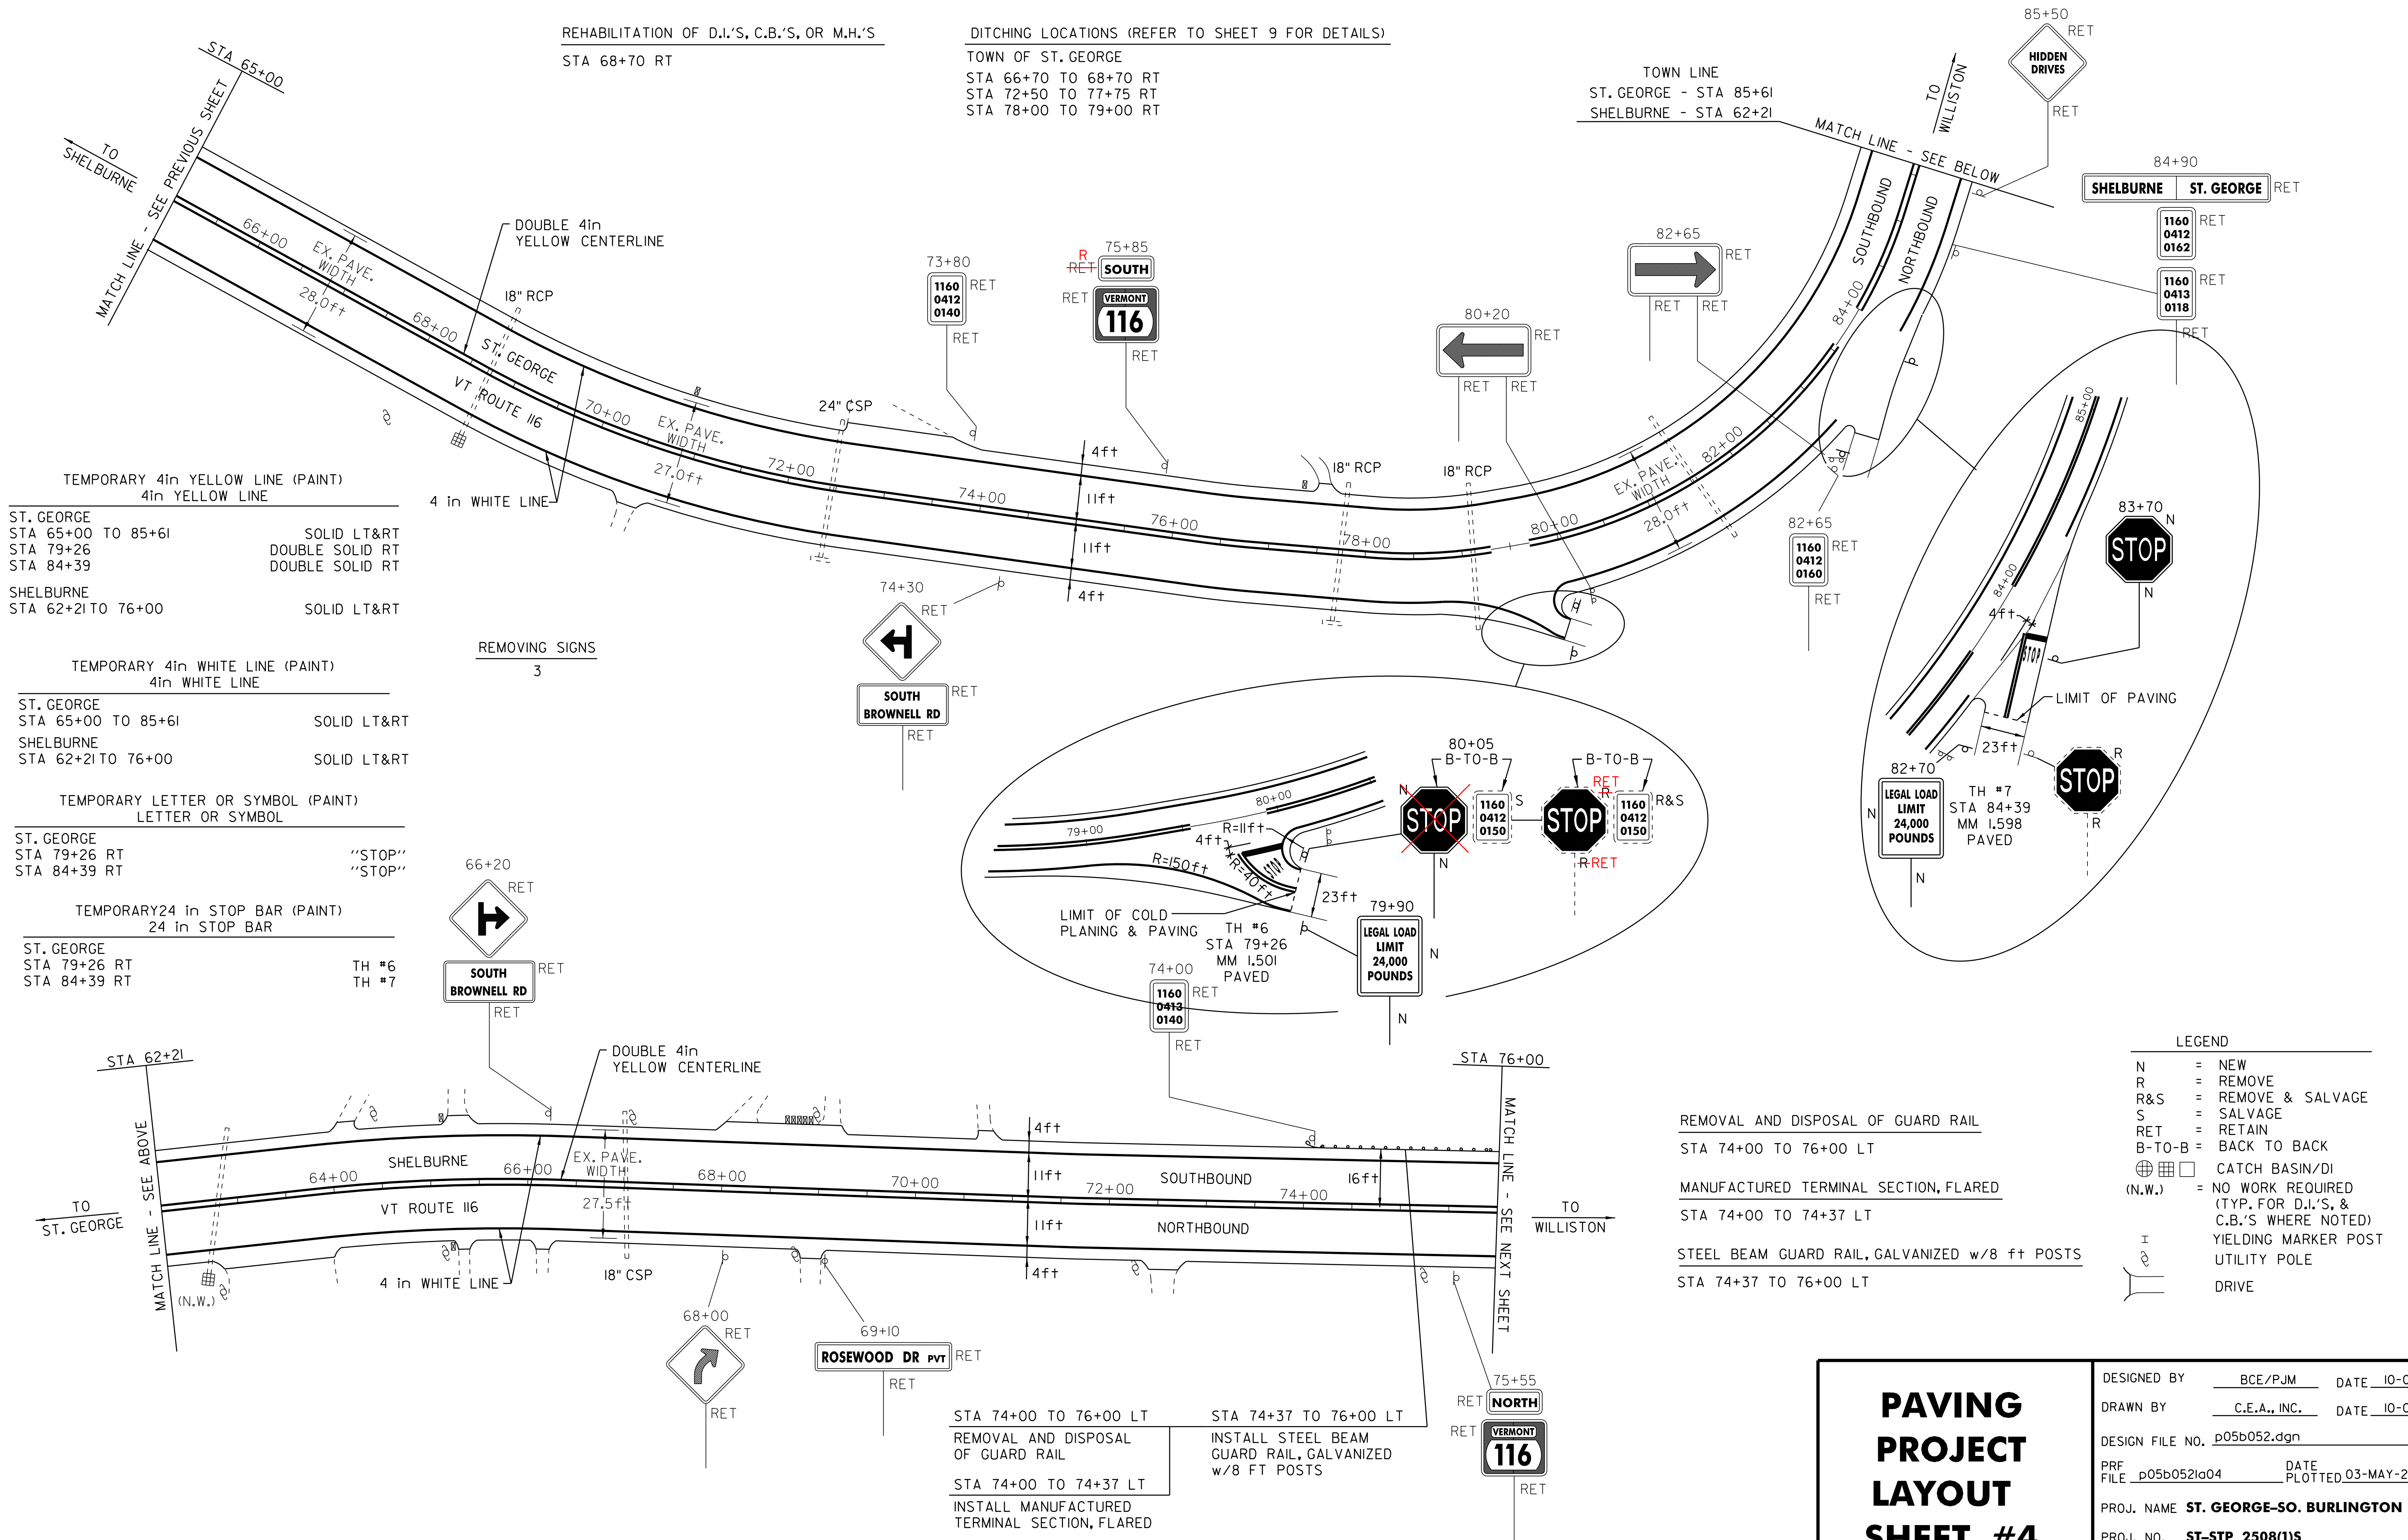 REHABILITATION OF D.I.'S, C.B.'S, OR M.H.'S
STA 68+70 RT
DITCHING LOCATIONS (REFER TO SHEET 9 FOR DETAILS)
TOWN OF ST. GEORGE
STA 66+70 TO 68+70 RT
STA 72+50 TO 77+75 RT
STA 78+00 TO 79+00 RT
TOWN LINE
ST. GEORGE - STA 85+61
SHELBURNE - STA 62+21
MATCH LINE - SEE BELOW
TO
WILLISTON
85+50
RET
HIDDEN
DRIVES
RET
84+90
SHELBURNE ST. GEORGE RET
1160
0412
0162
RET
1160
0413
0118
RET
RET
STA 65+00
MATCH LINE - SEE PREVIOUS SHEET
TO
SHELBURNE
66+00
EX. PAVE.
WIDTH
28.0ft
DOUBLE 4in
YELLOW CENTERLINE
18" RCP
68+00
ST. GEORGE
VT ROUTE 116
70+00
EX. PAVE.
WIDTH
27.0ft
4 in WHITE LINE
24" CSP
72+00
74+00
76+00
78+00
80+00
82+00
84+00
4ft
11ft
11ft
4ft
18" RCP
18" RCP
EX. PAVE.
WIDTH
28.0ft
SOUTHBOUND
NORTHBOUND
73+80
1160
0412
0140
RET
RET
75+85
R
RET
SOUTH
RET
VERMONT
116
RET
80+20
RET
RET RET
82+65
RET
RET RET
82+65
1160
0412
0160
RET
RET
74+30
RET
SOUTH
BROWNELL RD
RET
RET
TEMPORARY 4in YELLOW LINE (PAINT)
4in YELLOW LINE
ST. GEORGE
STA 65+00 TO 85+61 SOLID LT&RT
STA 79+26 DOUBLE SOLID RT
STA 84+39 DOUBLE SOLID RT
SHELBURNE
STA 62+21 TO 76+00 SOLID LT&RT
TEMPORARY 4in WHITE LINE (PAINT)
4in WHITE LINE
ST. GEORGE
STA 65+00 TO 85+61 SOLID LT&RT
SHELBURNE
STA 62+21 TO 76+00 SOLID LT&RT
TEMPORARY LETTER OR SYMBOL (PAINT)
LETTER OR SYMBOL
ST. GEORGE
STA 79+26 RT ''STOP''
STA 84+39 RT ''STOP''
TEMPORARY24 in STOP BAR (PAINT)
24 in STOP BAR
ST. GEORGE
STA 79+26 RT TH #6
STA 84+39 RT TH #7
REMOVING SIGNS
3
79+00
80+00
R=11ft
4ft
R=150ft
R=40ft
STOP
23ft
LIMIT OF COLD
PLANING & PAVING
TH #6
STA 79+26
MM 1.501
PAVED
80+05
B-TO-B
N
STOP
1160
0412
0150
S
N
B-TO-B
RET
R
STOP
1160
0412
0150
R&S
R RET
79+90
LEGAL LOAD
LIMIT
24,000
POUNDS
N
N
84+00
85+00
4ft
STOP
83+70
N
STOP
N
LIMIT OF PAVING
23ft
82+70
N
LEGAL LOAD
LIMIT
24,000
POUNDS
N
TH #7
STA 84+39
MM 1.598
PAVED
R
STOP
R
66+20
RET
SOUTH
BROWNELL RD
RET
RET
74+00
1160
0413
0140
RET
RET
STA 62+21
MATCH LINE - SEE ABOVE
TO
ST. GEORGE
(N.W.)
DOUBLE 4in
YELLOW CENTERLINE
SHELBURNE
VT ROUTE 116
64+00
66+00
68+00
70+00
72+00
74+00
EX. PAVE.
WIDTH
27.5ft
4 in WHITE LINE
18" CSP
4ft
11ft
11ft
4ft
SOUTHBOUND
NORTHBOUND
16ft
STA 76+00
MATCH LINE - SEE NEXT SHEET
TO
WILLISTON
68+00
RET
RET
69+10
ROSEWOOD DR PVT RET
RET
75+55
RET
NORTH
RET
VERMONT
116
RET
STA 74+00 TO 76+00 LT
REMOVAL AND DISPOSAL
OF GUARD RAIL
STA 74+00 TO 74+37 LT
INSTALL MANUFACTURED
TERMINAL SECTION, FLARED
STA 74+37 TO 76+00 LT
INSTALL STEEL BEAM
GUARD RAIL, GALVANIZED
w/8 FT POSTS
REMOVAL AND DISPOSAL OF GUARD RAIL
STA 74+00 TO 76+00 LT
MANUFACTURED TERMINAL SECTION, FLARED
STA 74+00 TO 74+37 LT
STEEL BEAM GUARD RAIL, GALVANIZED w/8 ft POSTS
STA 74+37 TO 76+00 LT
LEGEND
N = NEW
R = REMOVE
R&S = REMOVE & SALVAGE
S = SALVAGE
RET = RETAIN
B-TO-B = BACK TO BACK
CATCH BASIN/DI
(N.W.) = NO WORK REQUIRED
(TYP. FOR D.I.'S, &
C.B.'S WHERE NOTED)
YIELDING MARKER POST
UTILITY POLE
DRIVE
PAVING
PROJECT
LAYOUT
SHEET #4
DESIGNED BY BCE/PJM DATE 10-0
DRAWN BY C.E.A., INC. DATE 10-0
DESIGN FILE NO. p05b052.dgn
PRF
FILE p05b0521a04
DATE
PLOTTED 03-MAY-2
PROJ. NAME ST. GEORGE-SO. BURLINGTON
PROJ. NO. ST-STP 2508(1)S